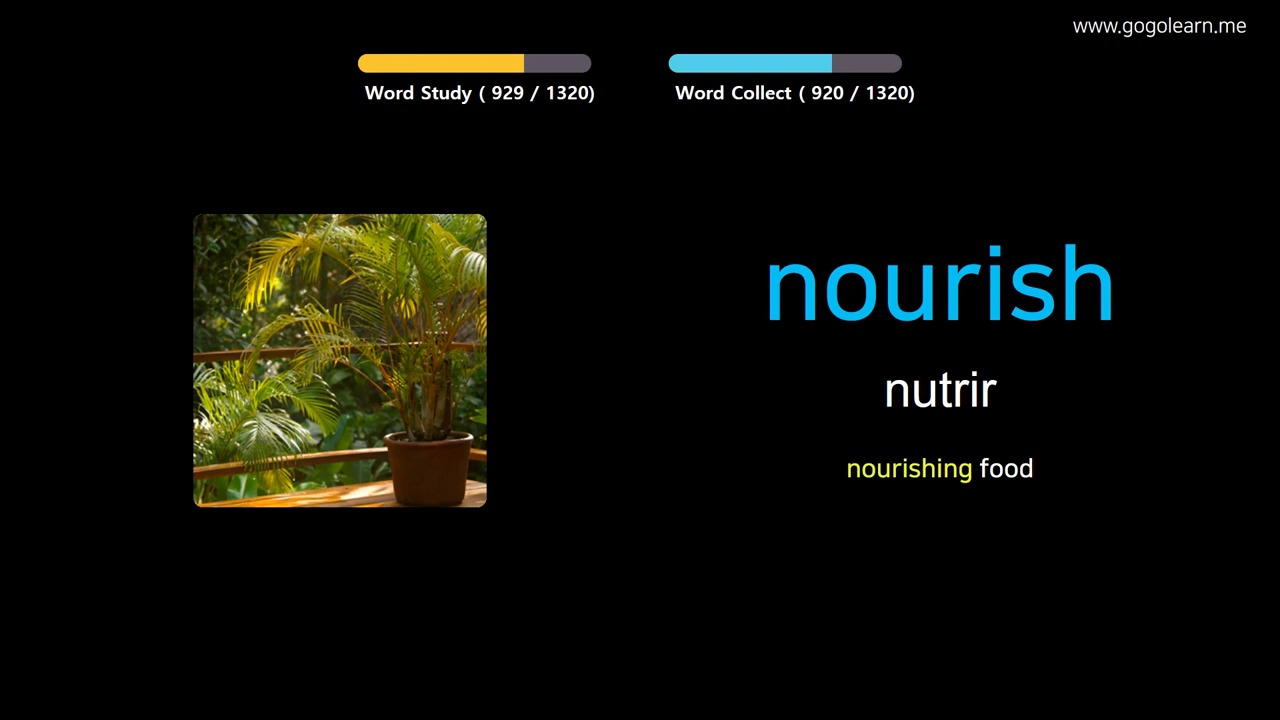 www.gogolearn.me
Word Study ( 929 / 1320)
Word Collect ( 920 / 1320)
nourish
nutrir
nourishing food